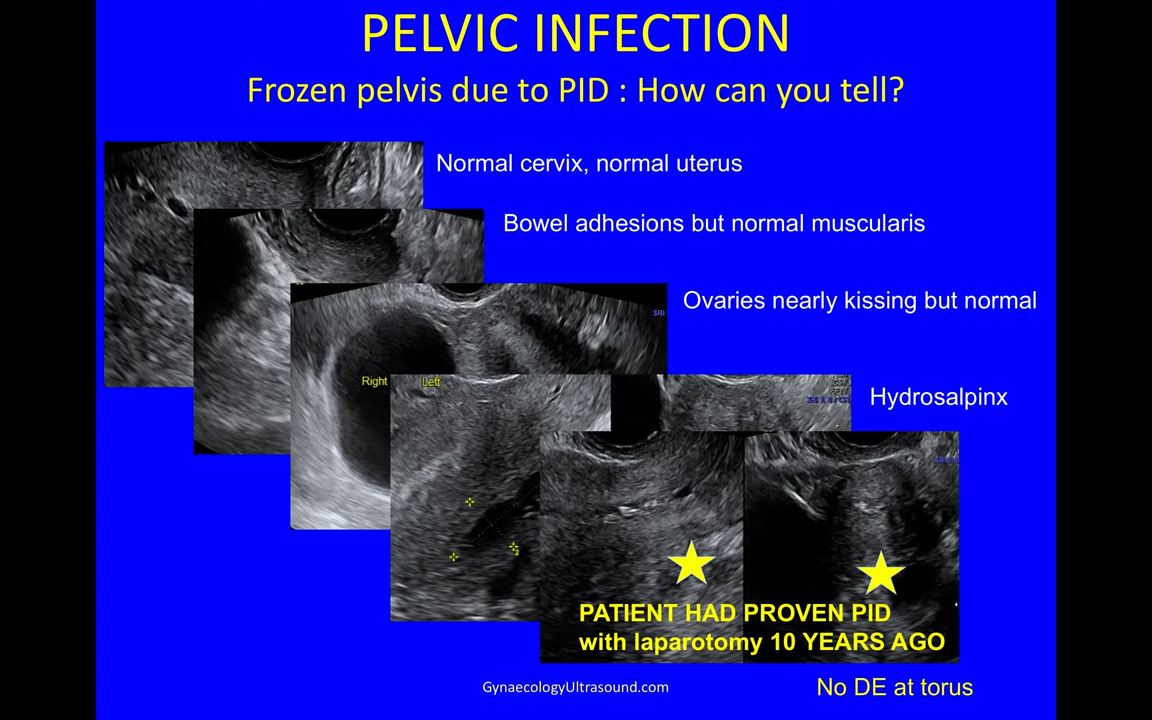 PELVIC INFECTION
Frozen pelvis due to PID : How can you tell?
Normal cervix, normal uterus
Bowel adhesions but normal muscularis
Ovaries nearly kissing but normal
SRI
Right
Left
Hydrosalpinx
2
PATIENT HAD PROVEN PID
with laparotomy 10 YEARS AGO
GynaecologyUltrasound.com
No DE at torus